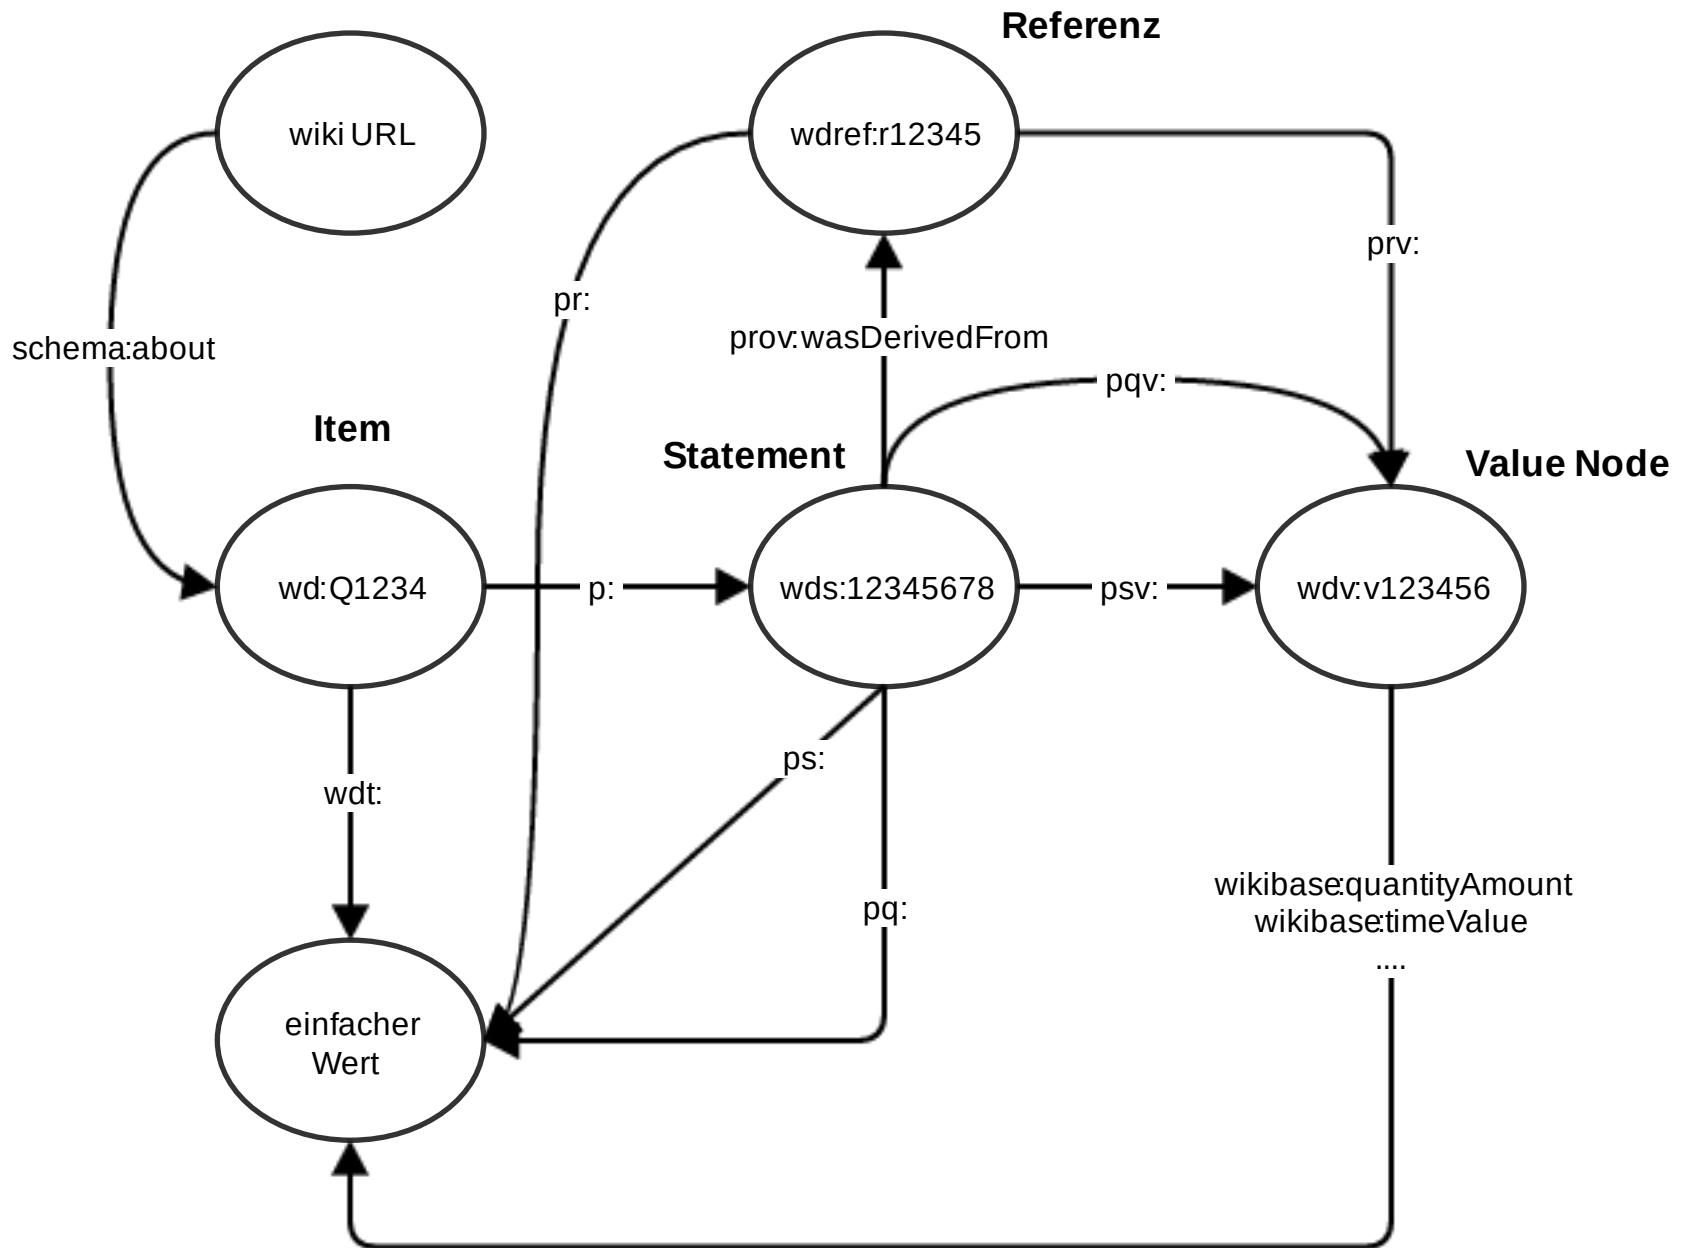 Referenz
wiki URL
wdref:r12345
prv:
pr:
prov:wasDerivedFrom
schema:about
pqv:
Item
Statement
Value Node
wd:Q1234
p:
wds:12345678
psv:
wdv:v123456
ps:
wdt:
wikibase:quantityAmount
pq:
wikibase:timeValue
....
einfacher
Wert